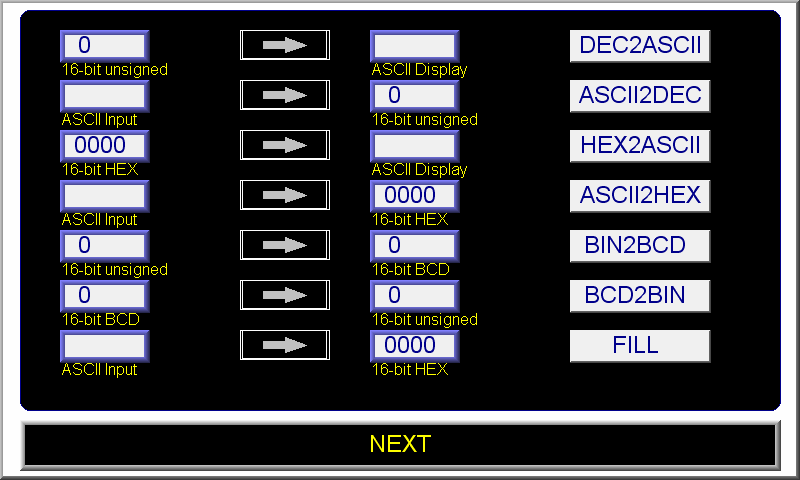 0 DEC2ASCII
16-bit unsigned ASCII Display
0 ASCII2DEC
ASCII Input 16-bit unsigned
0000 HEX2ASCII
16-bit HEX ASCII Display
0000 ASCII2HEX
ASCII Input 16-bit HEX
0 0 BIN2BCD
16-bit unsigned 16-bit BCD
0 0 BCD2BIN
16-bit BCD 16-bit unsigned
0000 FILL
ASCII Input 16-bit HEX
NEXT